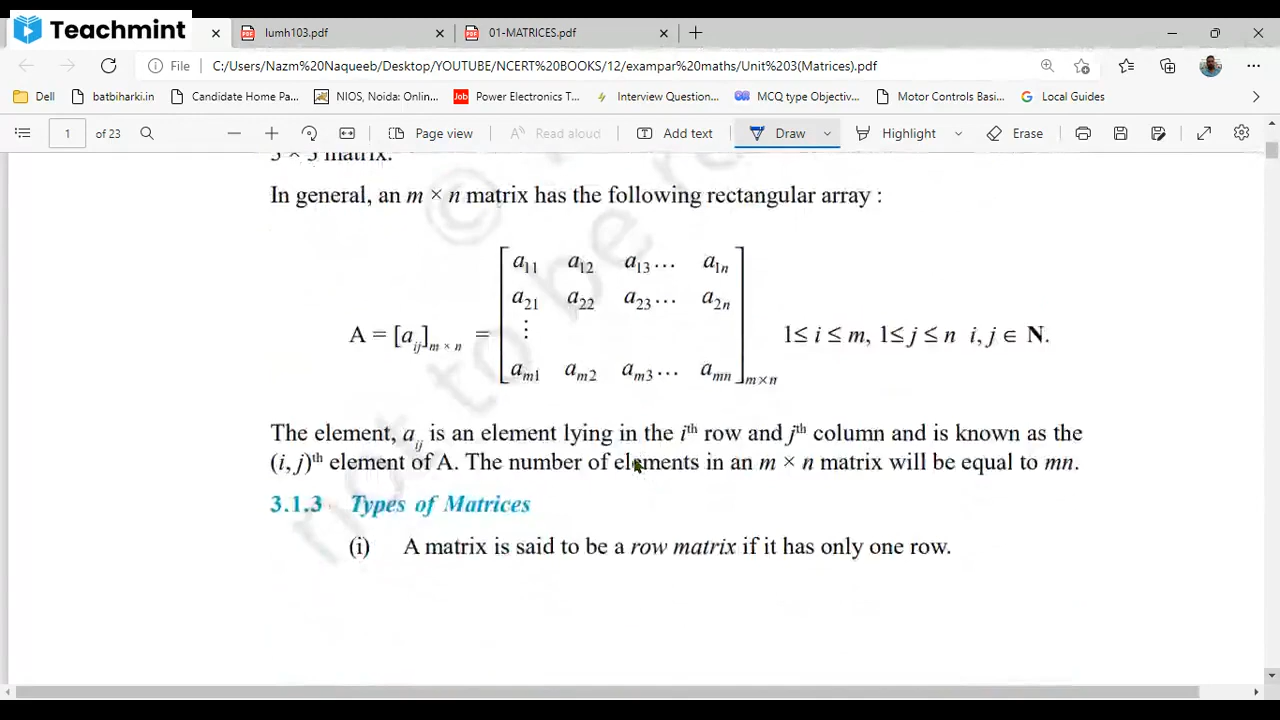 Teachmint
lumh103.pdf
01-MATRICES.pdf
File C:/Users/Nazm%20Naqueeb/Desktop/YOUTUBE/NCERT%20BOOKS/12/exampar%20maths/Unit%203(Matrices).pdf
Dell batbiharki.in Candidate Home Pa... NIOS, Noida: Onlin... Job Power Electronics T... Interview Question... MCQ type Objectiv... Motor Controls Basi... Local Guides
1 of 23 Page view Read aloud Add text Draw Highlight Erase
In general, an m × n matrix has the following rectangular array :
a11 a12 a13 ... a1n
a21 a22 a23 ... a2n
A = [aij]m × n = ⋮ 1≤ i ≤ m, 1≤ j ≤ n i, j ∈ N.
am1 am2 am3 ... amn m×n
The element, aij is an element lying in the ith row and jth column and is known as the
(i, j)th element of A. The number of elements in an m × n matrix will be equal to mn.
3.1.3 Types of Matrices
(i) A matrix is said to be a row matrix if it has only one row.
© not to be re